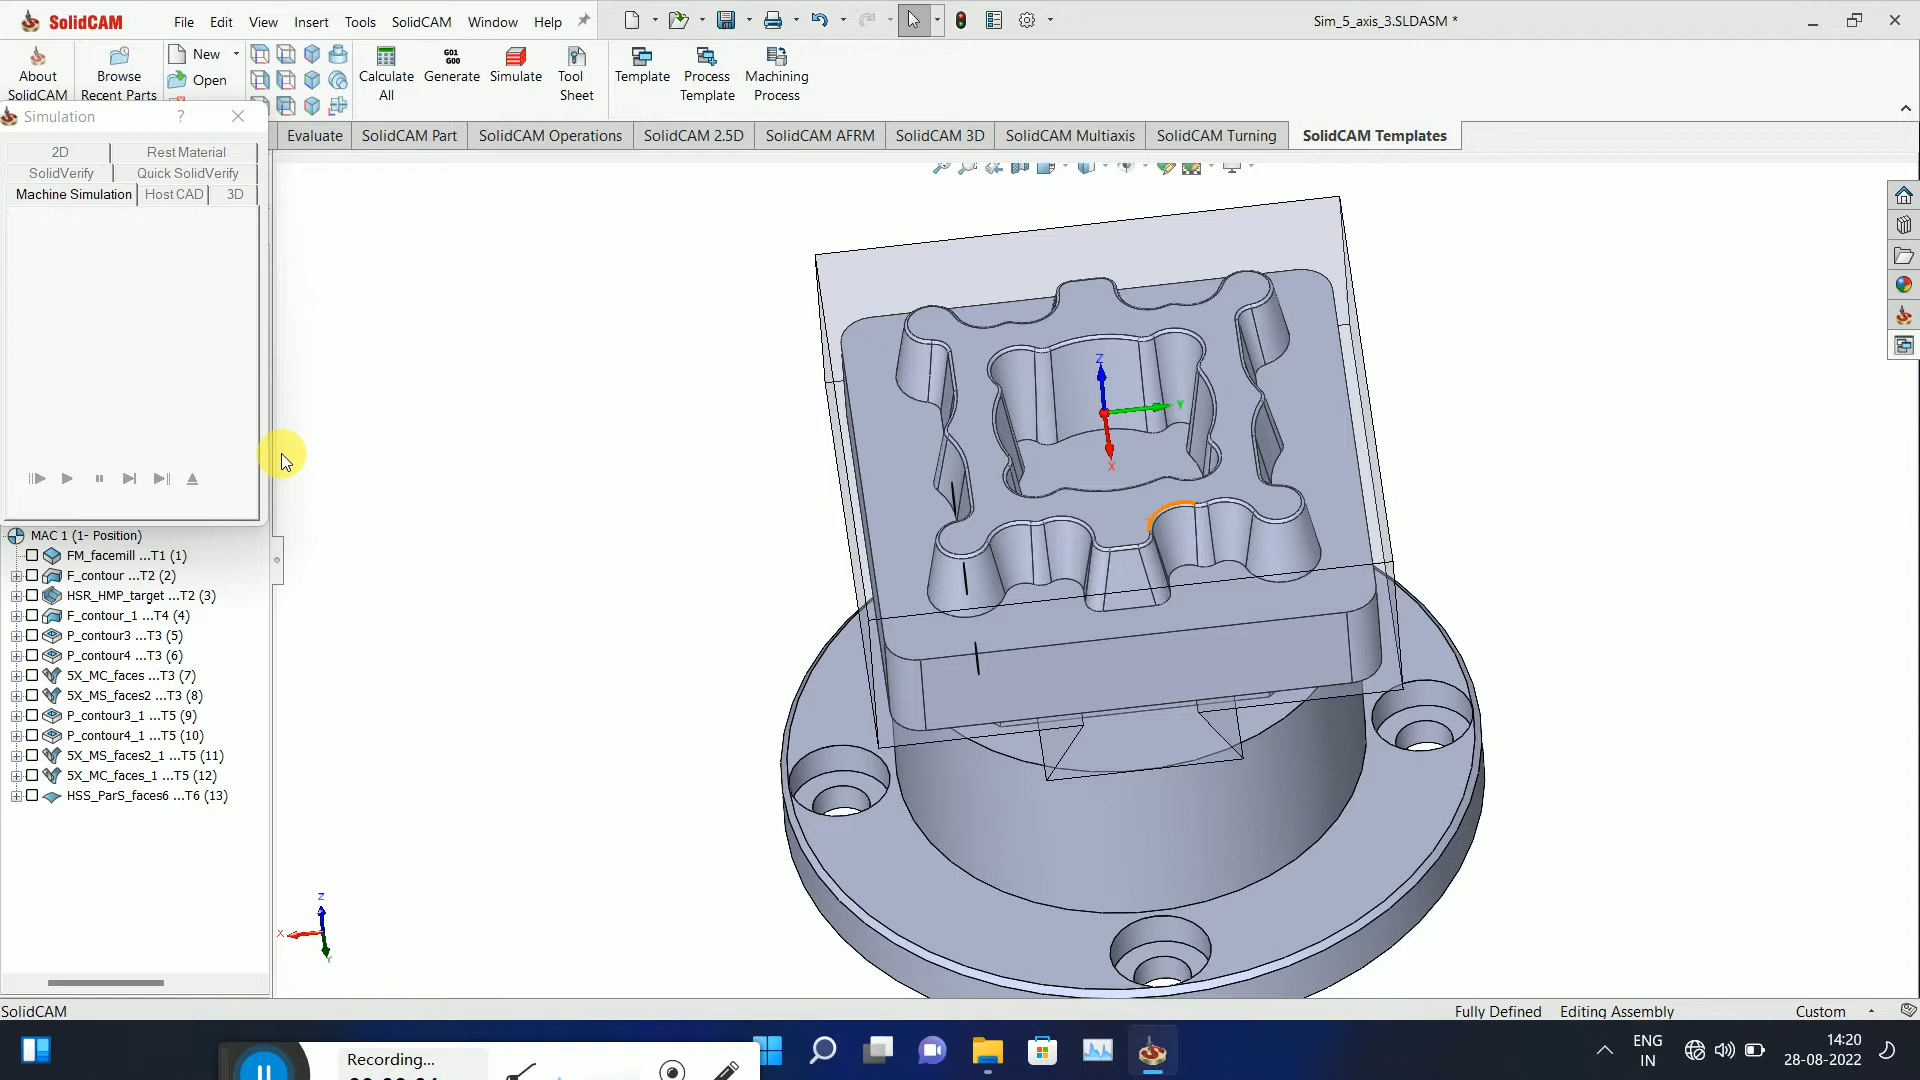 SolidCAM File Edit View Insert Tools SolidCAM Window Help Sim_5_axis_3.SLDASM *
About SolidCAM
Browse Recent Parts
New
Open
Calculate All
G01 G00
Generate
Simulate
Tool Sheet
Template
Process Template
Machining Process
Evaluate SolidCAM Part SolidCAM Operations SolidCAM 2.5D SolidCAM AFRM SolidCAM 3D SolidCAM Multiaxis SolidCAM Turning SolidCAM Templates
Simulation ?
2D Rest Material
SolidVerify Quick SolidVerify
Machine Simulation Host CAD 3D
Z
Y
X
MAC 1 (1- Position)
FM_facemill ...T1 (1)
F_contour ...T2 (2)
HSR_HMP_target ...T2 (3)
F_contour_1 ...T4 (4)
P_contour3 ...T3 (5)
P_contour4 ...T3 (6)
5X_MC_faces ...T3 (7)
5X_MS_faces2 ...T3 (8)
P_contour3_1 ...T5 (9)
P_contour4_1 ...T5 (10)
5X_MS_faces2_1 ...T5 (11)
5X_MC_faces_1 ...T5 (12)
HSS_ParS_faces6 ...T6 (13)
Z
X
Y
SolidCAM Fully Defined Editing Assembly Custom
Recording...
ENG
IN
14:20
28-08-2022